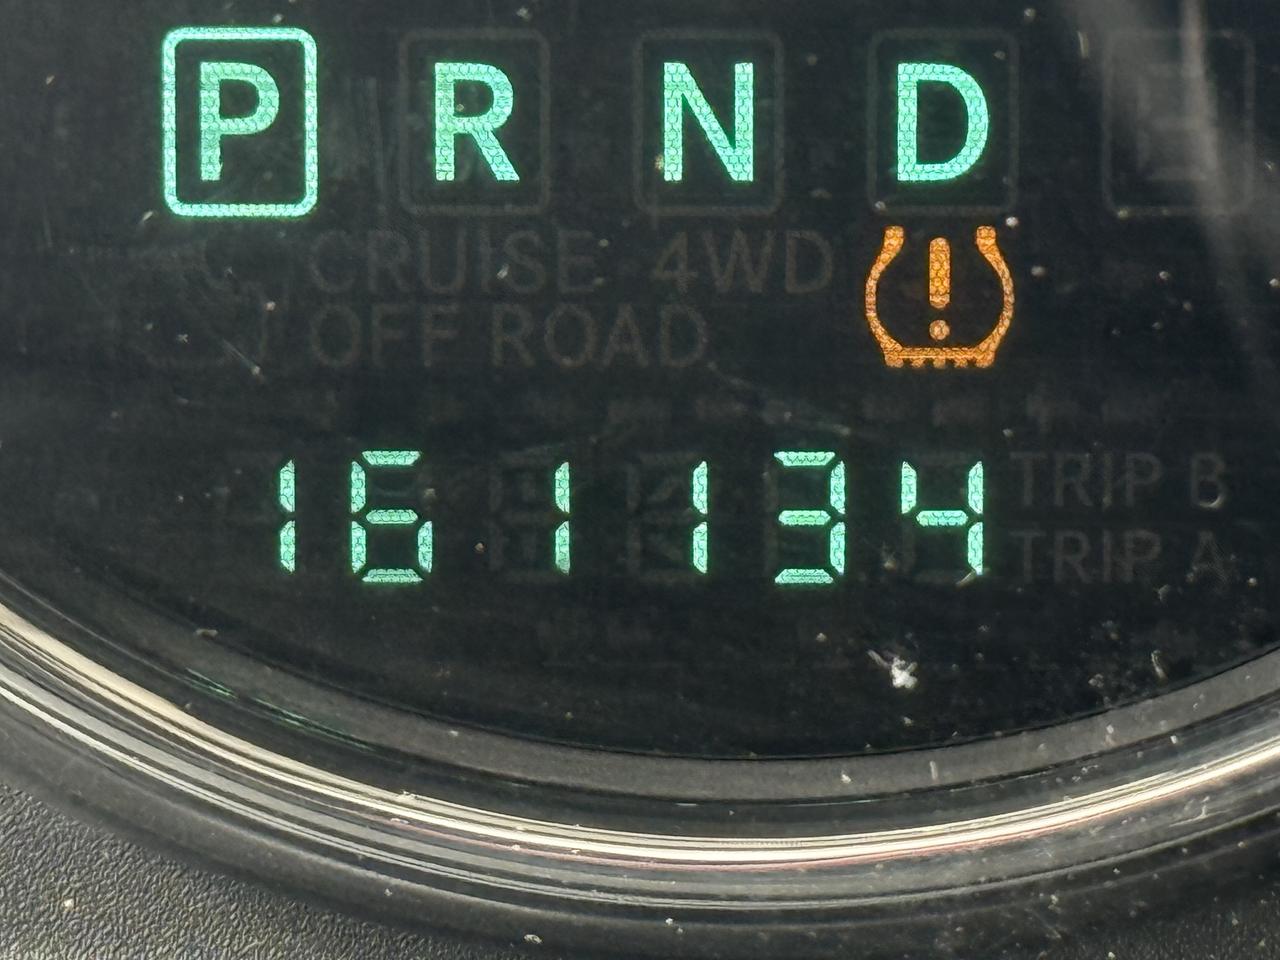 P R N D
CRUISE 4WD
OFF ROAD
161134
TRIP B
TRIP A